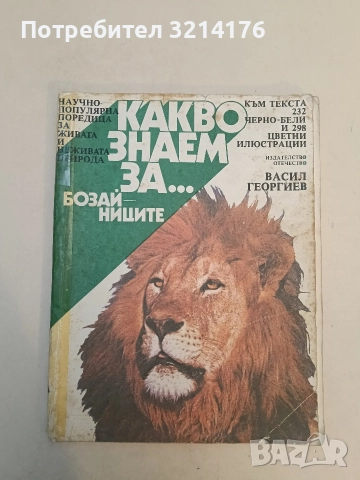 Потребител 3214176
НАУЧНО-
ПОПУЛЯРНА
ПОРЕДИЦА
ЗА
ЖИВАТА
И
НЕЖИВАТА
ПРИРОДА
КАКВО
ЗНАЕМ
ЗА...
БОЗАЙ-
НИЦИТЕ
КЪМ ТЕКСТА
232
ЧЕРНО-БЕЛИ
И 298
ЦВЕТНИ
ИЛЮСТРАЦИИ
ИЗДАТЕЛСТВО
ОТЕЧЕСТВО
ВАСИЛ
ГЕОРГИЕВ
BAZAR